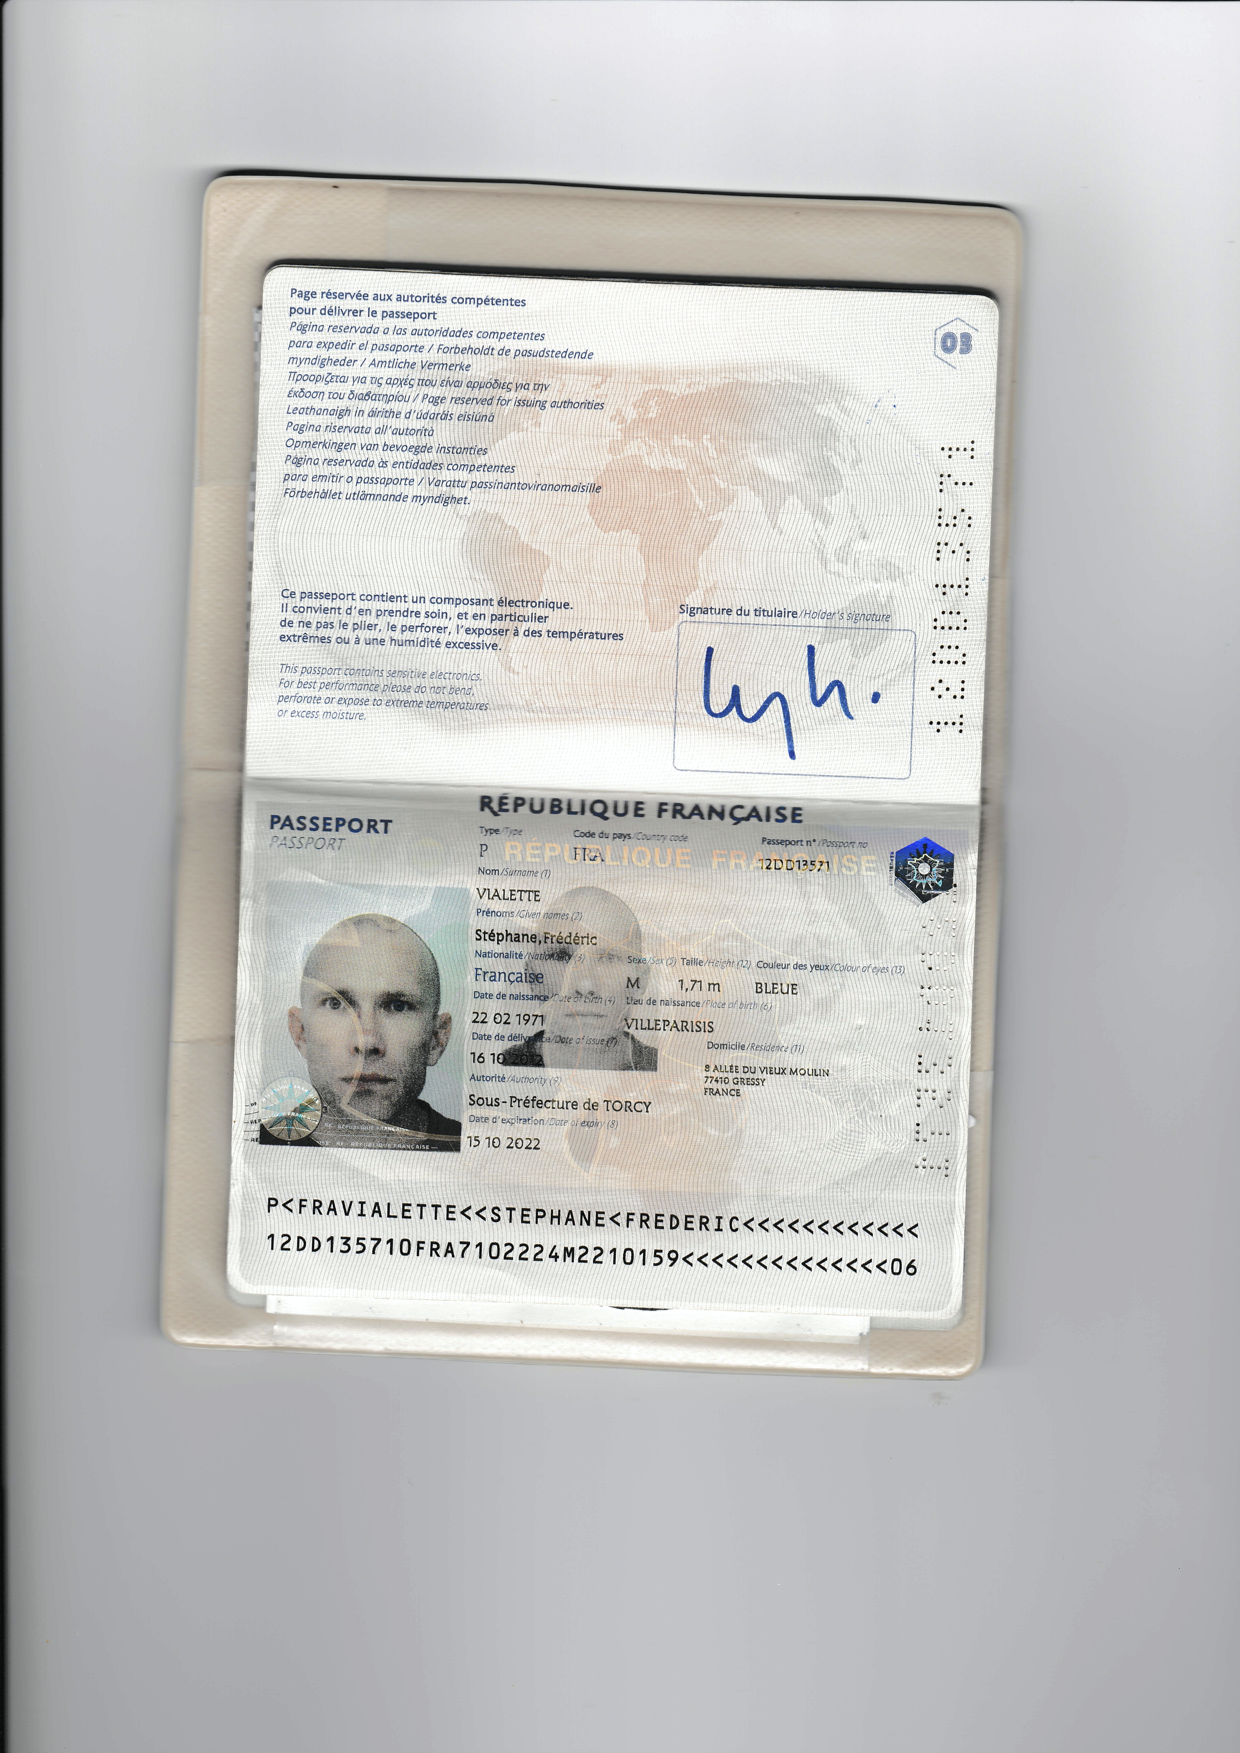 Page réservée aux autorités compétentes
pour délivrer le passeport
Página reservada a las autoridades competentes
para expedir el pasaporte / Forbeholdt de pasudstedende
myndigheder / Amtliche Vermerke
Προορίζεται για τις αρχές που είναι αρμόδιες για την
έκδοση του διαβατηρίου / Page reserved for issuing authorities
Leathanaigh in áirithe d'údaráis eisiúna
Pagina riservata all'autorità
Opmerkingen van bevoegde instanties
Página reservada às entidades competentes
para emitir o passaporte / Varattu passinantoviranomaisille
Förbehållet utlämnande myndighet.
03
12DD13571
Ce passeport contient un composant électronique.
Il convient d'en prendre soin, et en particulier
de ne pas le plier, le perforer, l'exposer à des températures
extrêmes ou à une humidité excessive.
This passport contains sensitive electronics.
For best performance please do not bend,
perforate or expose to extreme temperatures
or excess moisture.
Signature du titulaire/Holder's signature
RÉPUBLIQUE FRANÇAISE
PASSEPORT
PASSPORT
Type/Type Code du pays/Country code Passeport n°/Passport no
P FRA 12DD13571
RÉPUBLIQUE FRANÇAISE
Nom/Surname (1)
VIALETTE
Prénoms/Given names (2)
Stéphane,Frédéric
Nationalité/Nationality (3) Sexe/Sex (5) Taille/Height (12) Couleur des yeux/Colour of eyes (13)
Française M 1,71 m BLEUE
Date de naissance/Date of birth (4) Lieu de naissance/Place of birth (6)
22 02 1971 VILLEPARISIS
Date de délivrance/Date of issue (7) Domicile/Residence (11)
16 10 2012
8 ALLÉE DU VIEUX MOULIN
77410 GRESSY
FRANCE
Autorité/Authority (9)
Sous-Préfecture de TORCY
Date d'expiration/Date of expiry (8)
15 10 2022
P<FRAVIALETTE<<STEPHANE<FREDERIC<<<<<<<<<<<<
12DD135710FRA7102224M2210159<<<<<<<<<<<<<<06